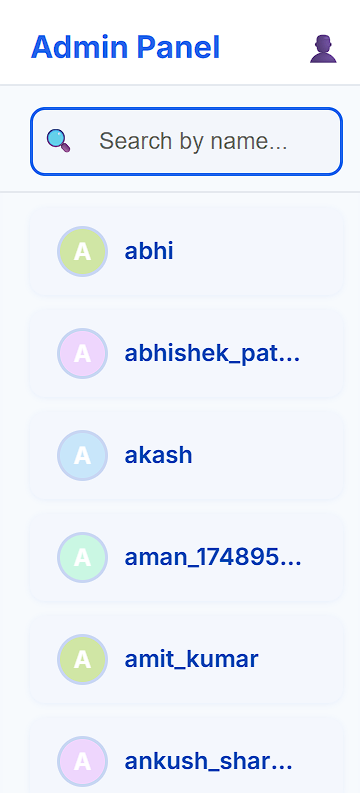 Admin Panel
Search by name...
A
abhi
A
abhishek_pat...
A
akash
A
aman_174895...
A
amit_kumar
A
ankush_shar...